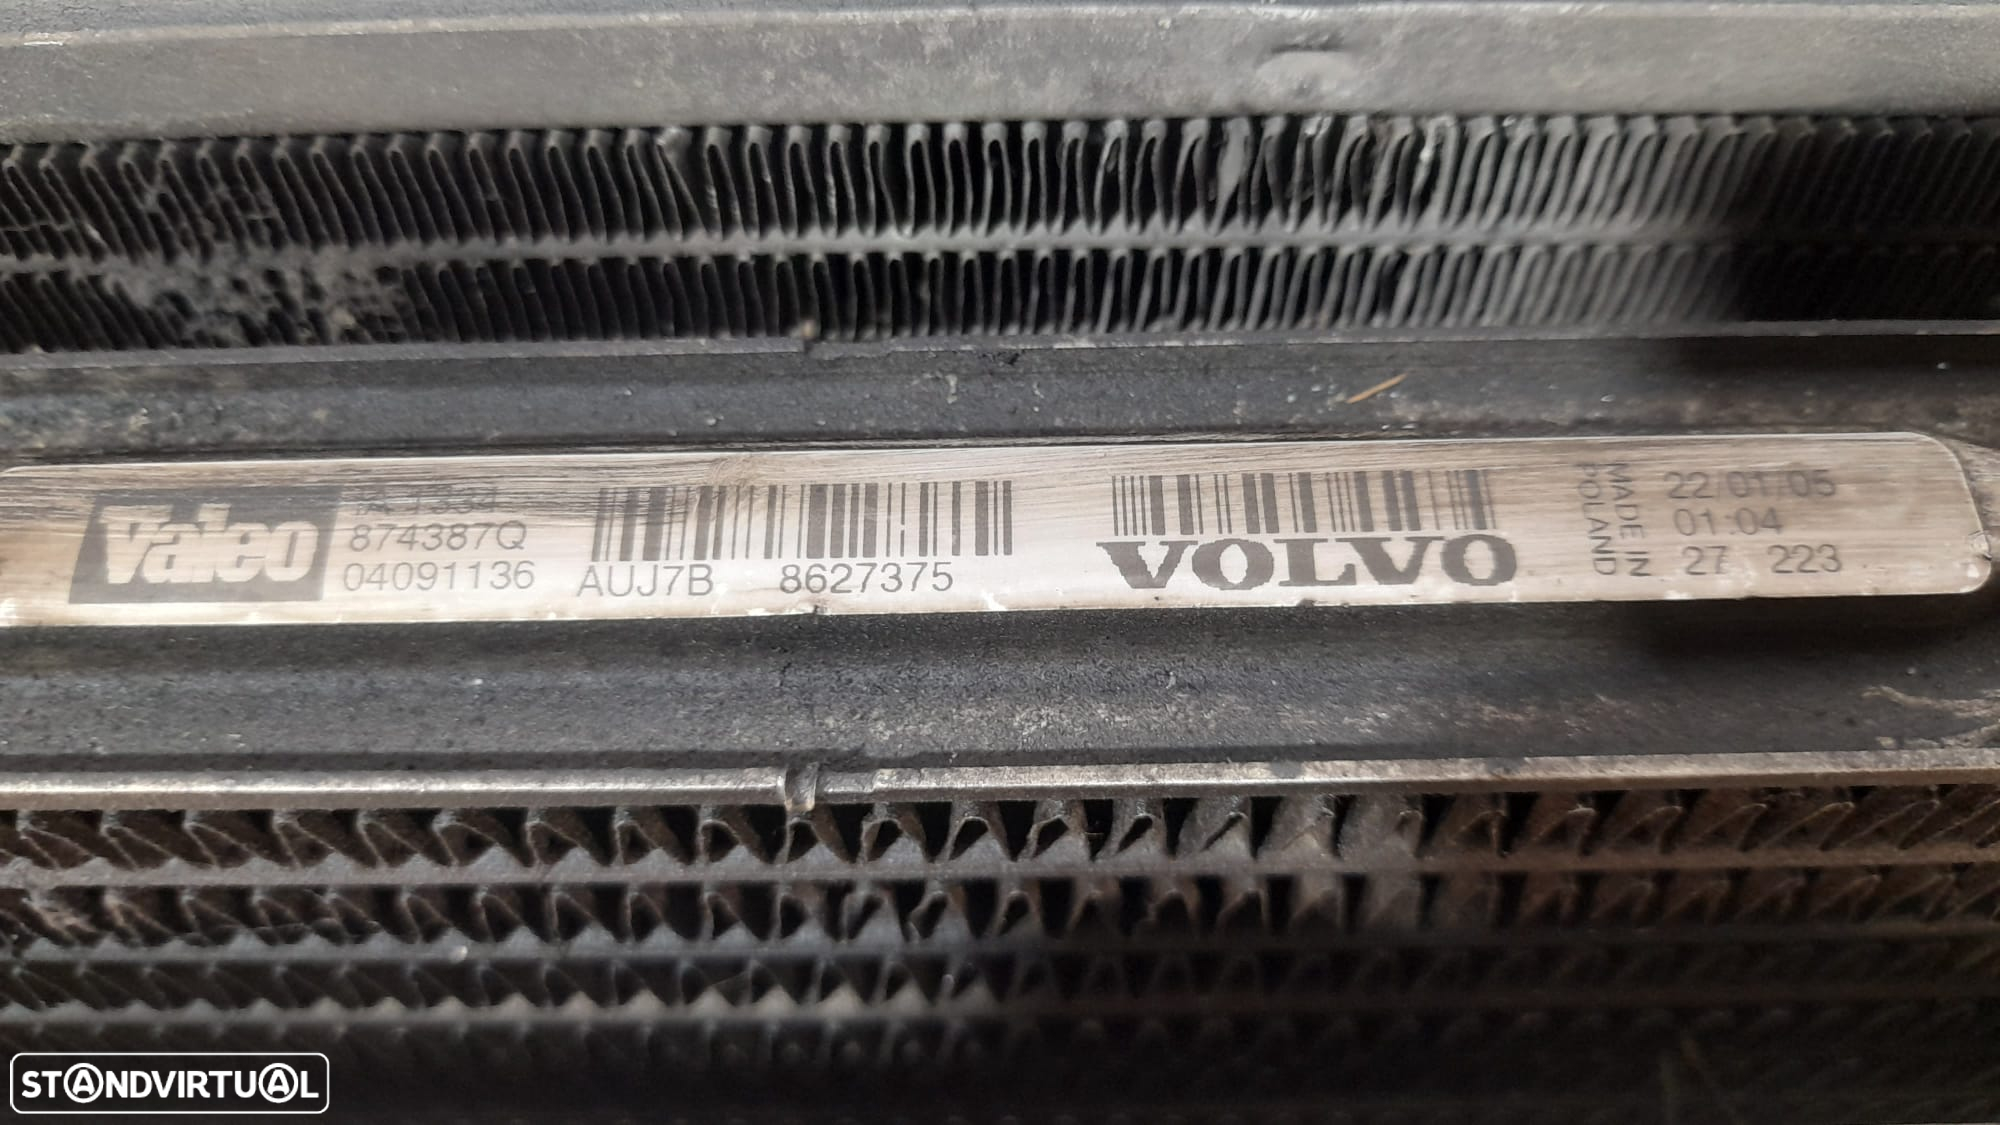 Valeo
874387Q
04091136
AUJ7B 8627375
VOLVO
MADE IN
POLAND
22/01/05
01:04
27 223
STANDVIRTUAL